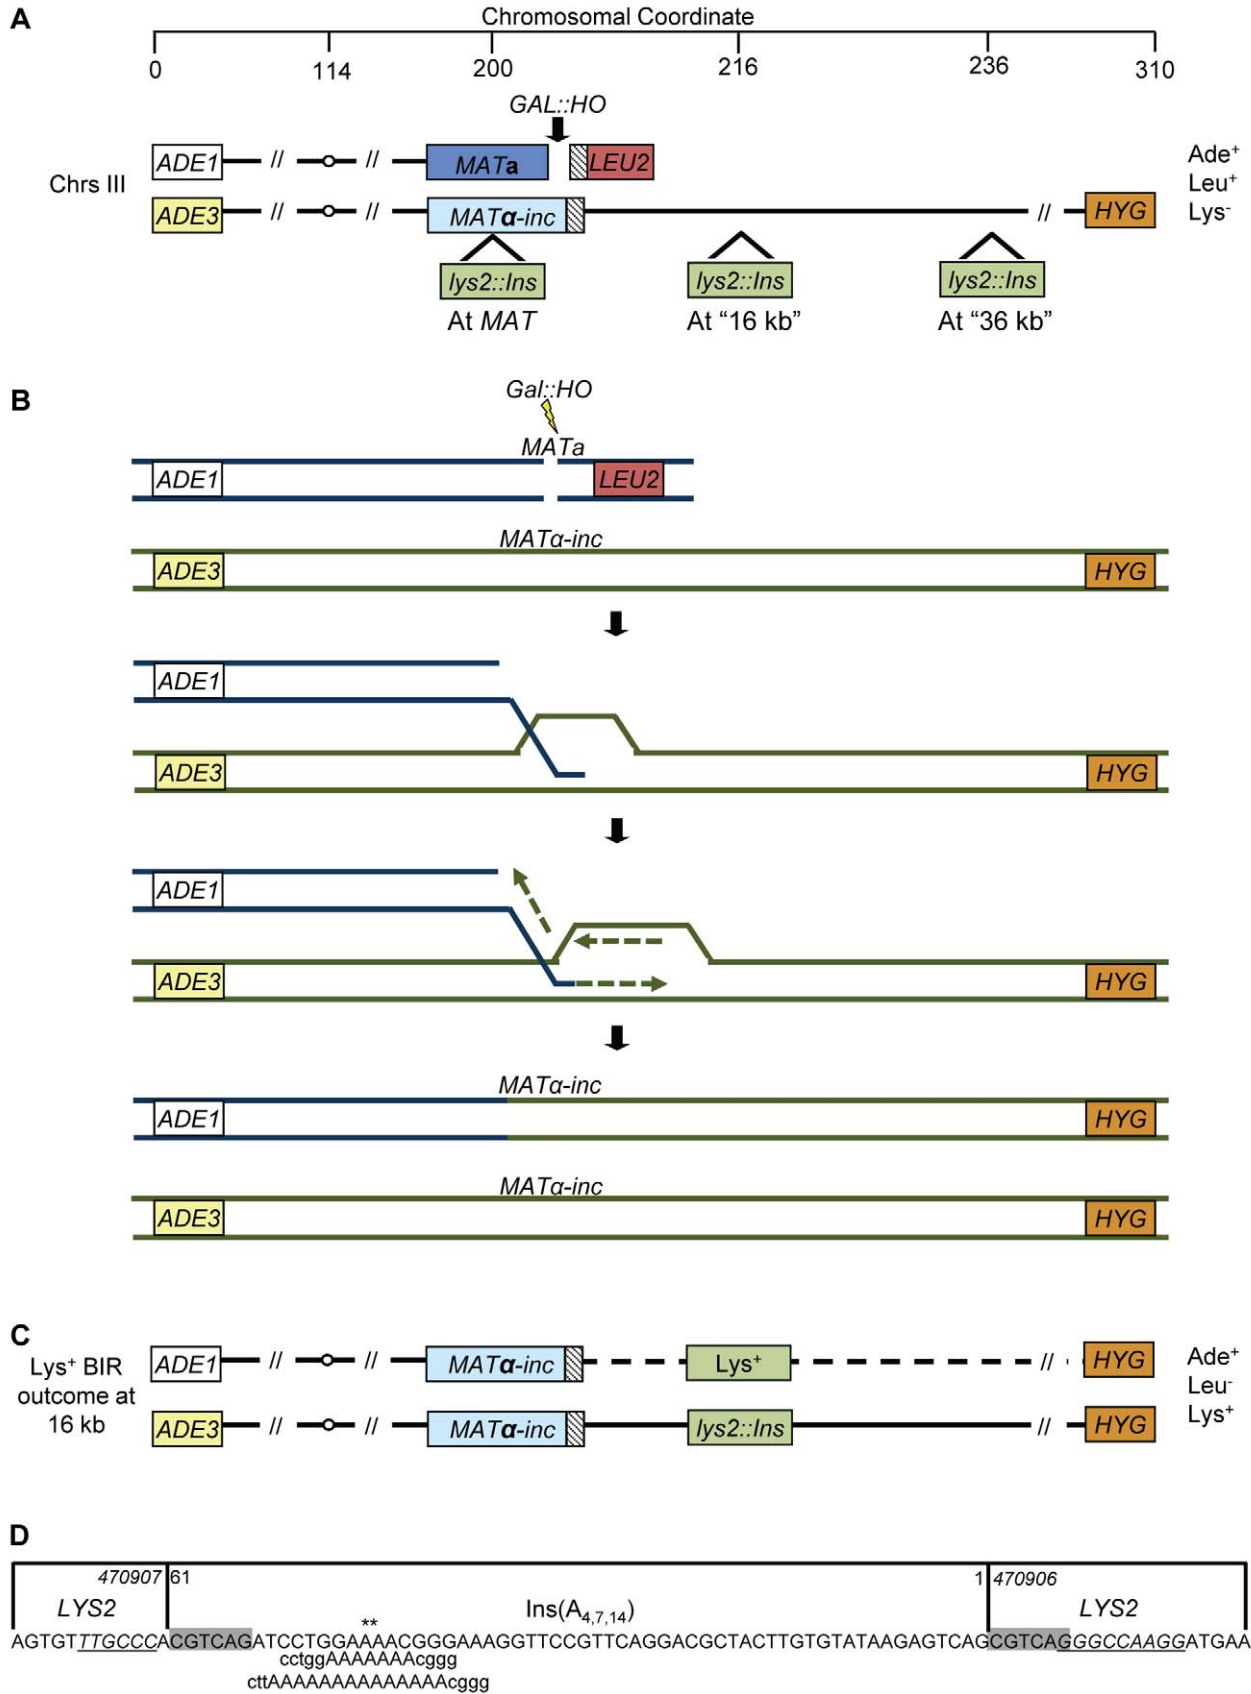 A
Chromosomal Coordinate
0 114 200 216 236 310
GAL::HO
Chrs III
ADE1 // // MATa LEU2
ADE3 // // MATα-inc // HYG
Ade+
Leu+
Lys-
lys2::Ins lys2::Ins lys2::Ins
At MAT At “16 kb” At “36 kb”
B
Gal::HO
MATa
ADE1 LEU2
MATα-inc
ADE3 HYG
ADE1
ADE3 HYG
ADE1
ADE3 HYG
MATα-inc
ADE1 HYG
MATα-inc
ADE3 HYG
C
Lys+ BIR
outcome at
16 kb
ADE1 // // MATα-inc Lys+ // HYG
ADE3 // // MATα-inc lys2::Ins // HYG
Ade+
Leu-
Lys+
D
470907 61 1 470906
LYS2 Ins(A4,7,14) LYS2
**
AGTGTTTGCCCACGTCAGATCCTGGAAAACGGGAAAGGTTCCGTTCAGGACGCTACTTGTGTATAAGAGTCAGCGTCAGGGCCAAGGATGAA
cctggAAAAAAAcggg
cttAAAAAAAAAAAAAAcggg